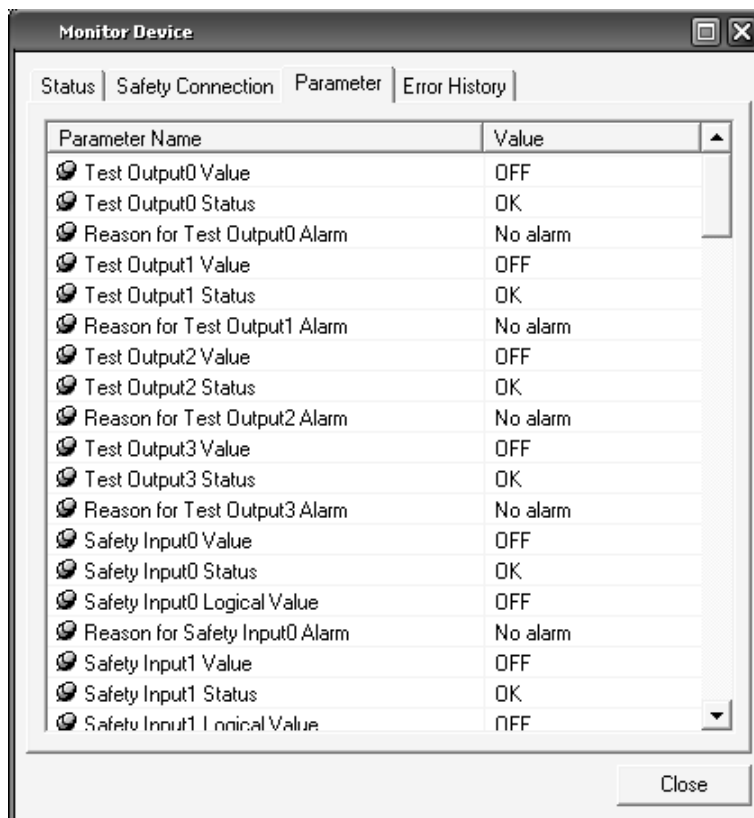 Monitor Device
Status Safety Connection Parameter Error History
Parameter Name Value
Test Output0 Value OFF
Test Output0 Status OK
Reason for Test Output0 Alarm No alarm
Test Output1 Value OFF
Test Output1 Status OK
Reason for Test Output1 Alarm No alarm
Test Output2 Value OFF
Test Output2 Status OK
Reason for Test Output2 Alarm No alarm
Test Output3 Value OFF
Test Output3 Status OK
Reason for Test Output3 Alarm No alarm
Safety Input0 Value OFF
Safety Input0 Status OK
Safety Input0 Logical Value OFF
Reason for Safety Input0 Alarm No alarm
Safety Input1 Value OFF
Safety Input1 Status OK
Safety Input1 Logical Value OFF
Close